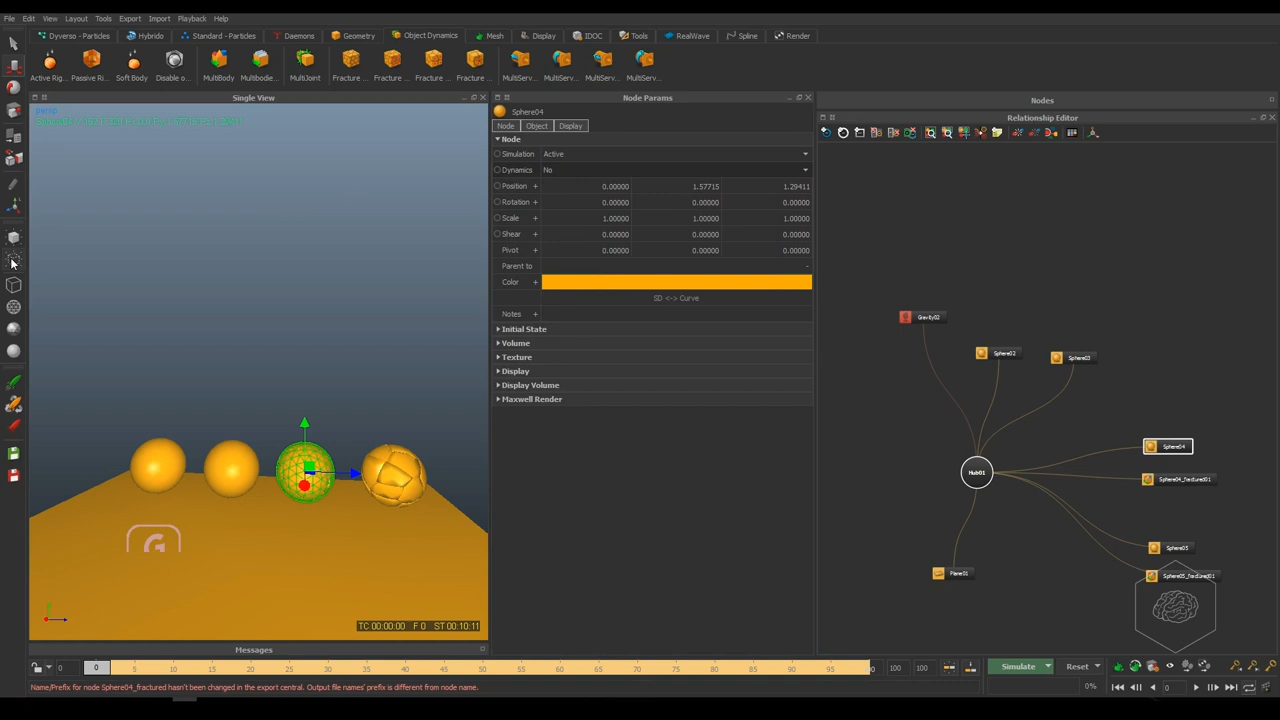 File Edit View Layout Tools Export Import Playback Help
Dyverso - Particles Hybrido Standard - Particles Daemons Geometry Object Dynamics Mesh Display IDOC Tools RealWave Spline Render
Active Rig... Passive Rig... Soft Body Disable o... MultiBody Multibodie... MultiJoint Fracture ... Fracture ... Fracture ... Fracture ... MultiServ... MultiServ... MultiServ... MultiServ...
Single View
persp
Node Params
Sphere04
Node Object Display
Node
Simulation Active
Dynamics No
Position + 0.00000 1.57715 1.29411
Rotation + 0.00000 0.00000 0.00000
Scale + 1.00000 1.00000 1.00000
Shear + 0.00000 0.00000 0.00000
Pivot + 0.00000 0.00000 0.00000
Parent to -
Color +
SD <-> Curve
Notes +
Initial State
Volume
Texture
Display
Display Volume
Maxwell Render
Nodes
Relationship Editor
Gravity02
Sphere02
Sphere03
Sphere04
Hub01
Sphere04_fractured01
Sphere05
Plane01
Sphere05_fractured01
G
TC 00:00:00 F 0 ST 00:10:11
Messages
0 0 5 10 15 20 25 30 35 40 45 50 55 60 65 70 75 80 85 90 95 100 100
Simulate Reset
Name/Prefix for node Sphere04_fractured hasn't been changed in the export central. Output file names' prefix is different from node name.
0% 0